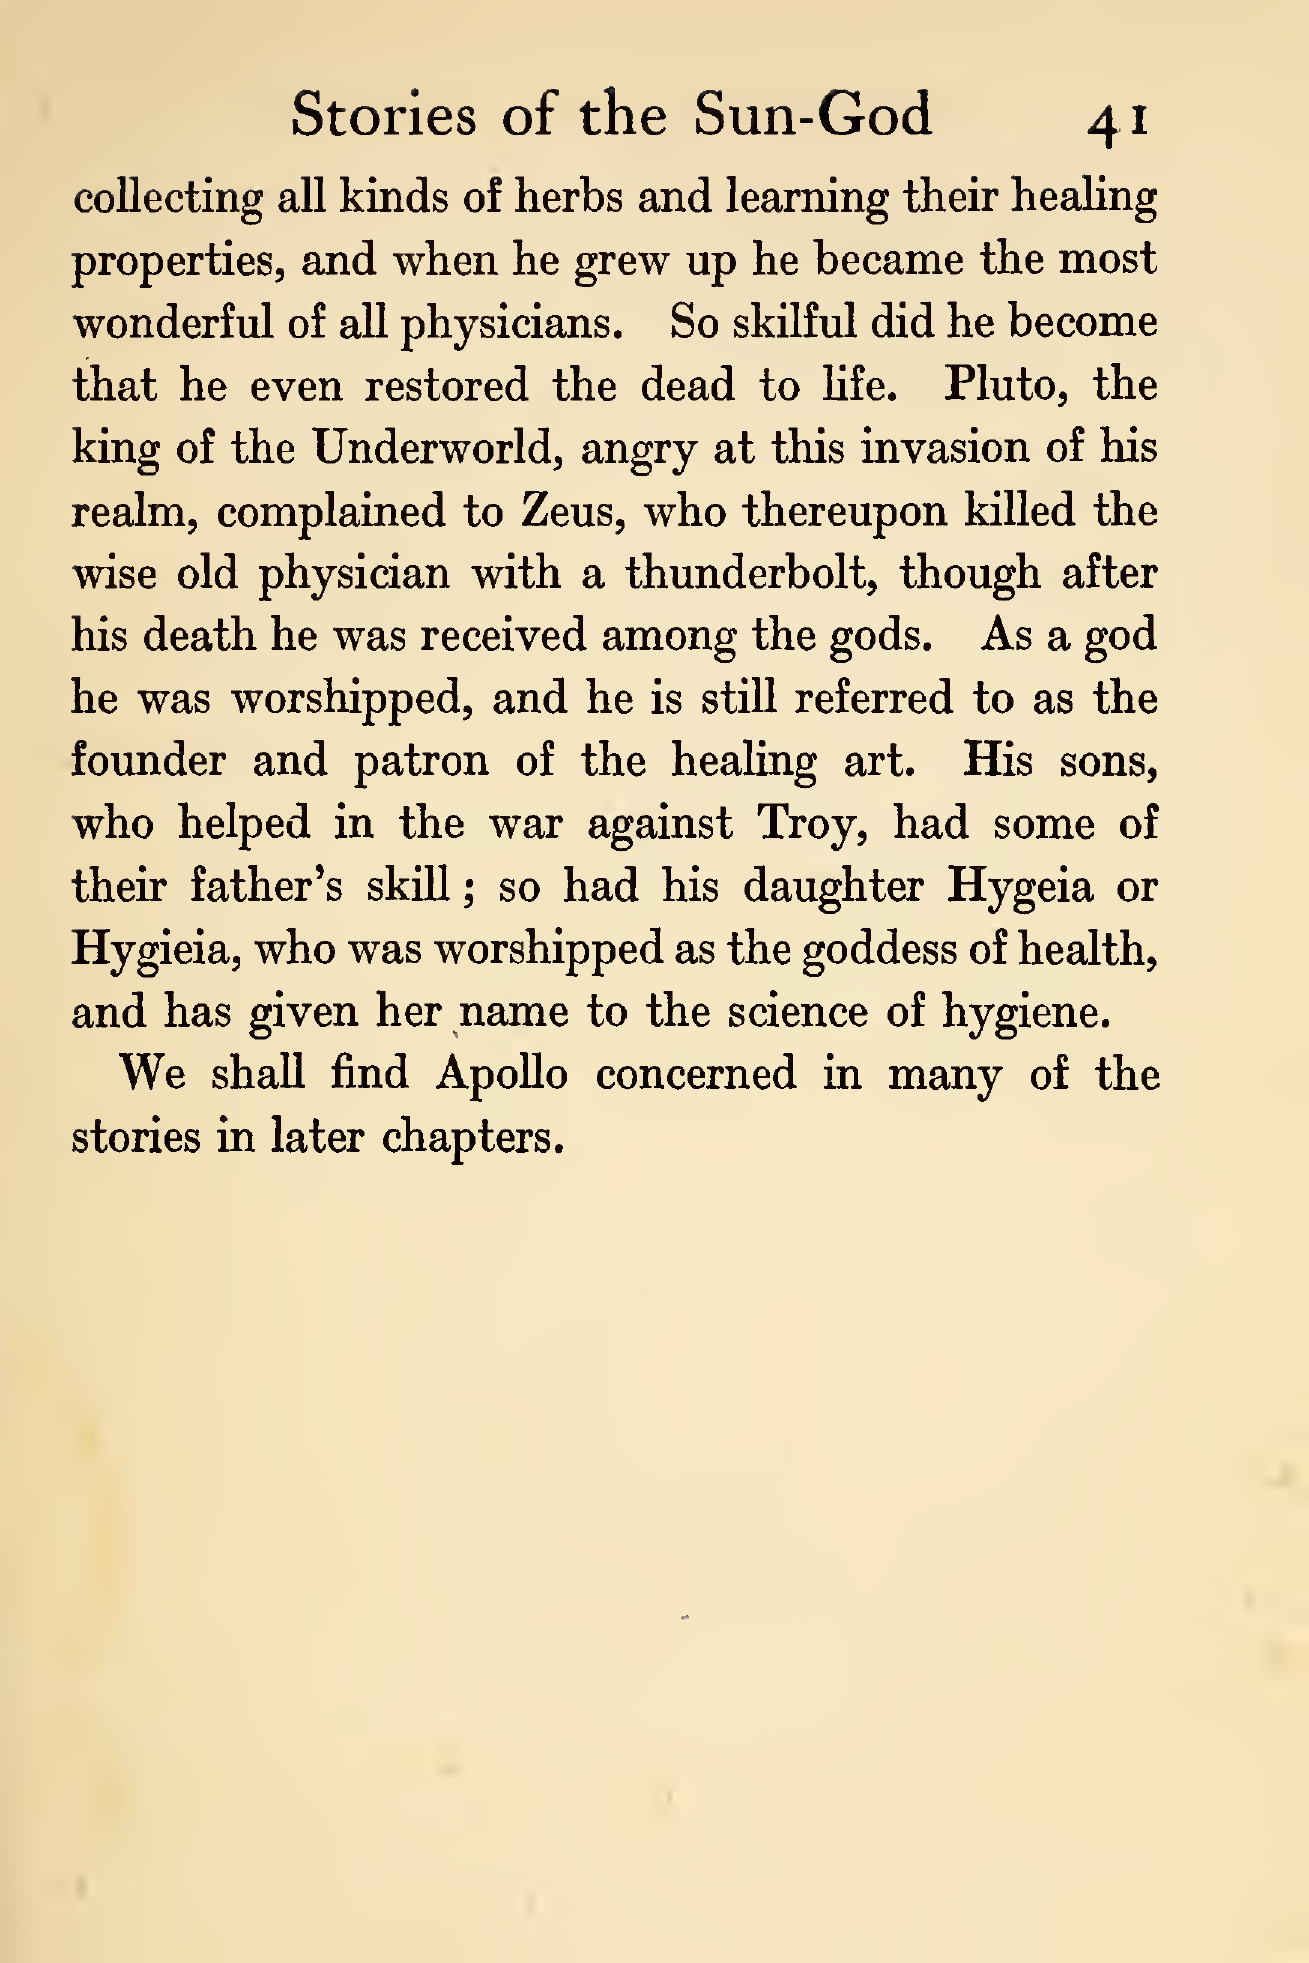 Stories of the Sun-God 41
collecting all kinds of herbs and learning their healing
properties, and when he grew up he became the most
wonderful of all physicians. So skilful did he become
that he even restored the dead to life. Pluto, the
king of the Underworld, angry at this invasion of his
realm, complained to Zeus, who thereupon killed the
wise old physician with a thunderbolt, though after
his death he was received among the gods. As a god
he was worshipped, and he is still referred to as the
founder and patron of the healing art. His sons,
who helped in the war against Troy, had some of
their father's skill ; so had his daughter Hygeia or
Hygieia, who was worshipped as the goddess of health,
and has given her name to the science of hygiene.
We shall find Apollo concerned in many of the
stories in later chapters.